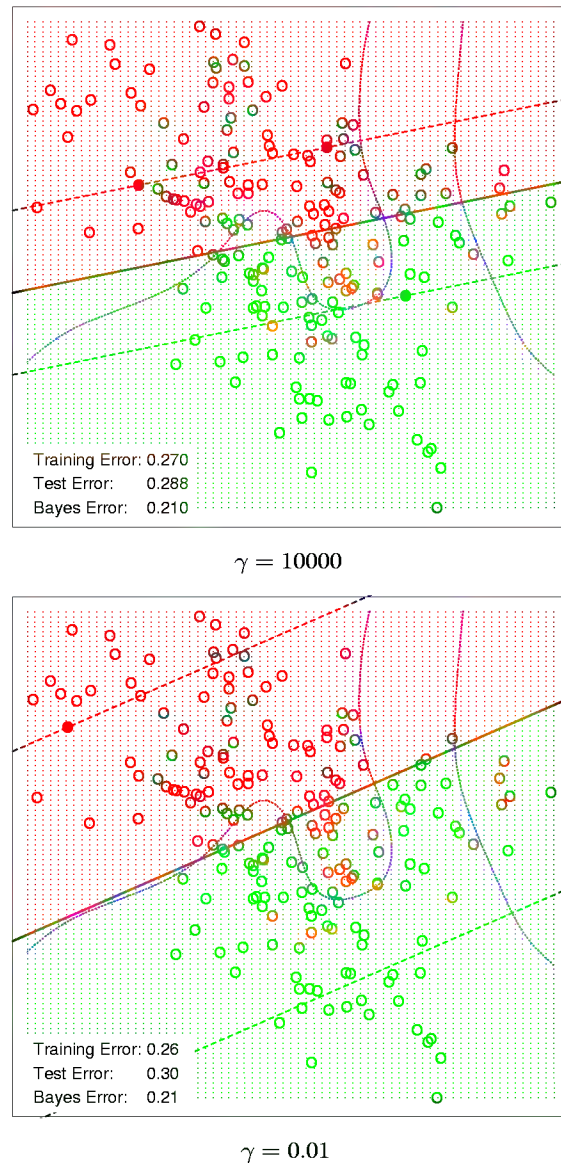 Training Error: 0.270
Test Error: 0.288
Bayes Error: 0.210
γ = 10000
Training Error: 0.26
Test Error: 0.30
Bayes Error: 0.21
γ = 0.01